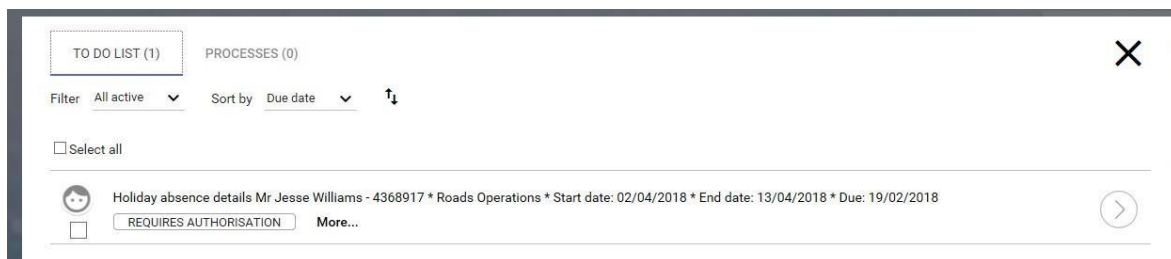 TO DO LIST (1) PROCESSES (0)
Filter All active Sort by Due date
Select all
Holiday absence details Mr Jesse Williams - 4368917 * Roads Operations * Start date: 02/04/2018 * End date: 13/04/2018 * Due: 19/02/2018
REQUIRES AUTHORISATION More...